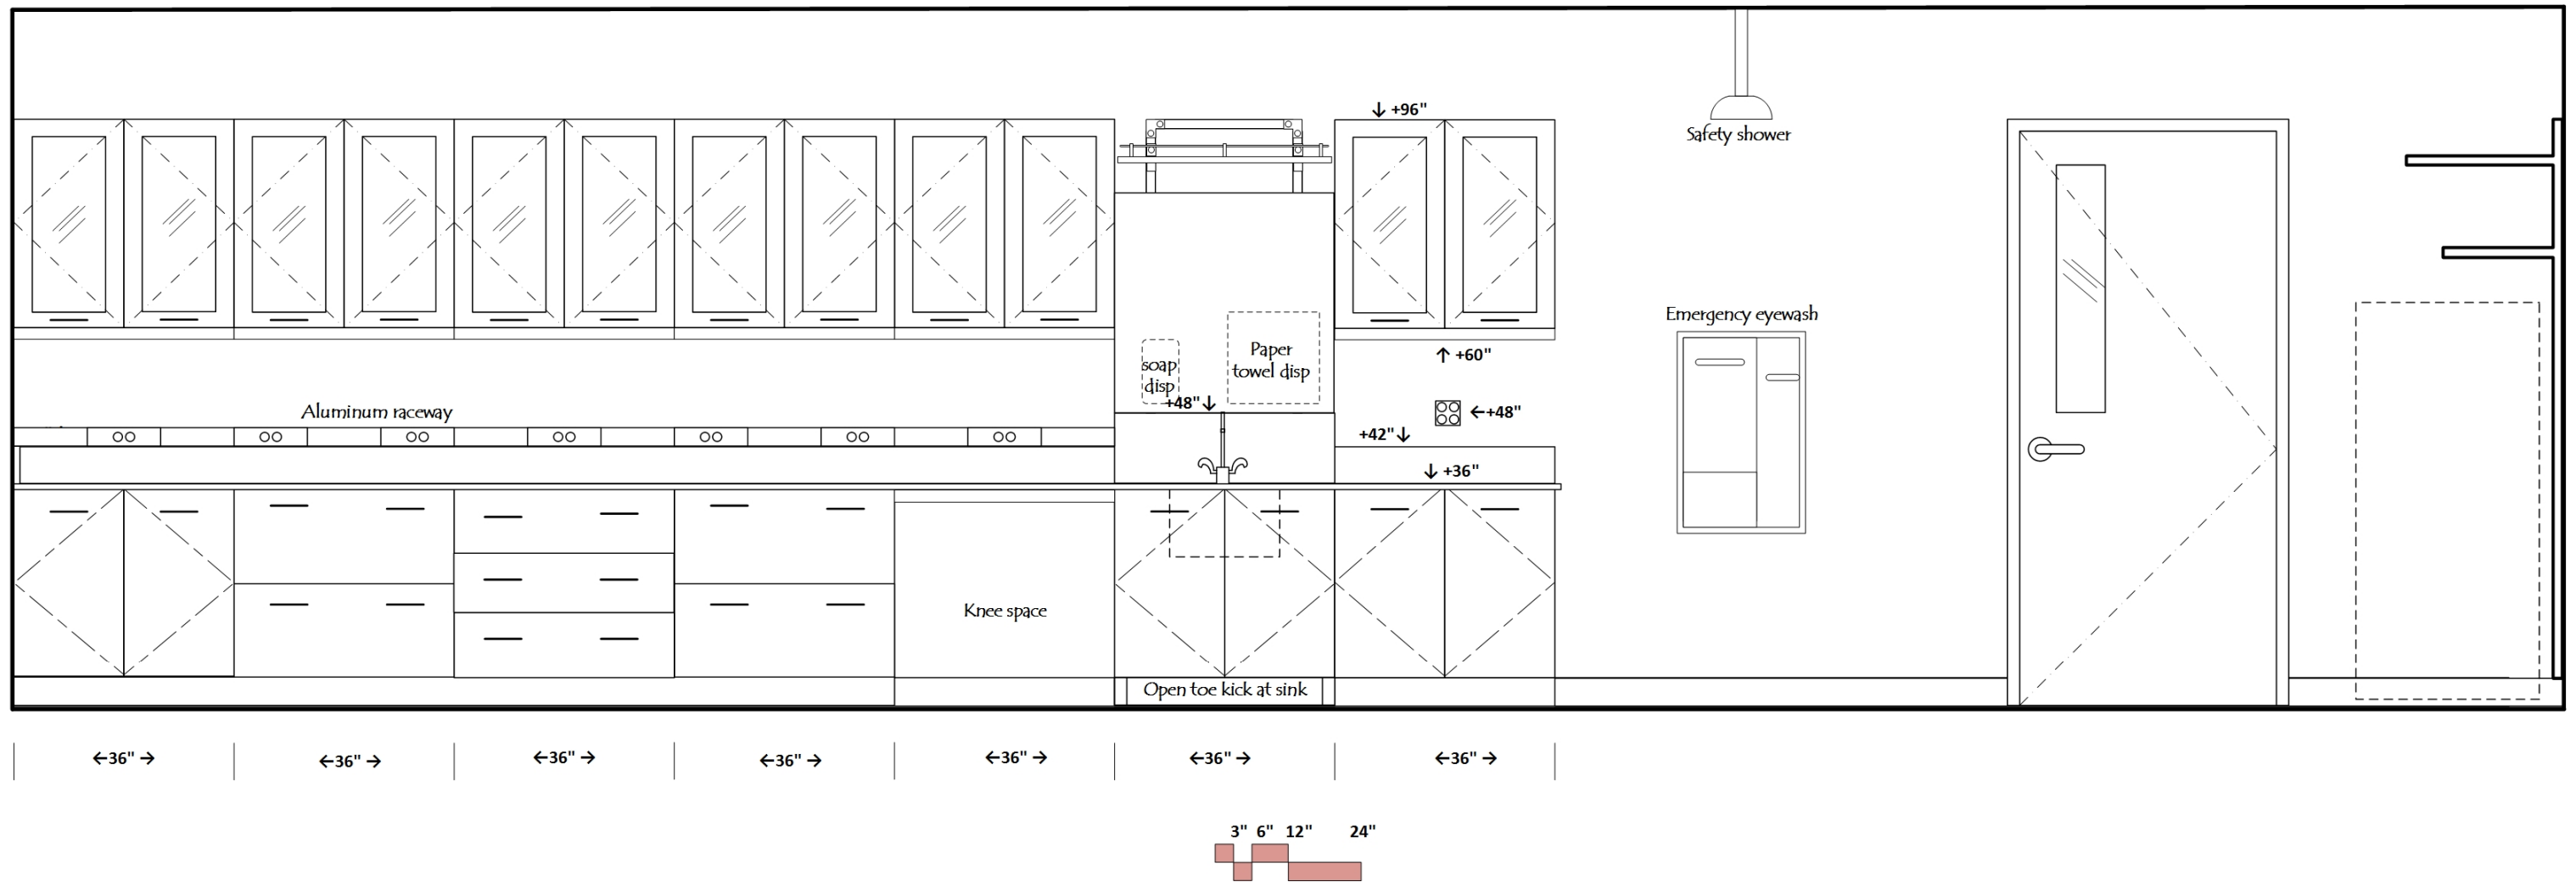 ↓ +96"
Safety shower
Emergency eyewash
soap
disp
Paper
towel disp
↑ +60"
+48" ↓
Aluminum raceway
←+48"
+42" ↓
↓ +36"
Knee space
Open toe kick at sink
←36" →
←36" →
←36" →
←36" →
←36" →
←36" →
←36" →
3" 6" 12" 24"